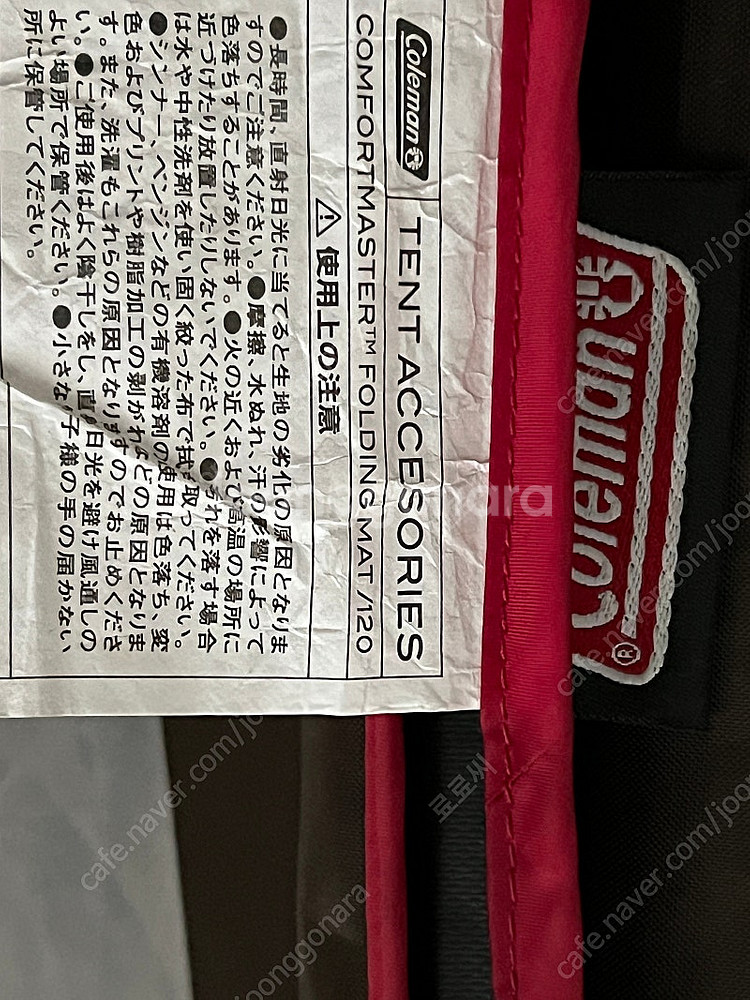 Coleman
TENT ACCESSORIES
COMFORTMASTER™ FOLDING MAT /120
⚠ 使用上の注意
●長時間、直射日光に当てると生地の劣化の原因となりま
すのでご注意ください。●摩擦、水ぬれ、汗の影響によって
色落ちすることがあります。●火の近くおよび高温の場所に
近づけたり放置したりしないでください。●汚れを落す場合
は水や中性洗剤を使い固く絞った布で拭き取ってください。
●シンナー、ベンジンなどの有機溶剤の使用は色落ち、変
色およびプリントや樹脂加工の剥がれなどの原因となりま
す。また、洗濯もこれらの原因となりますのでお止めくださ
い。●ご使用後はよく陰干しをし、直射日光を避け風通しの
よい場所で保管ください。●小さなお子様の手の届かない
所に保管してください。
Coleman®
joonggonara
cafe.naver.com/joonggonara
로로씨